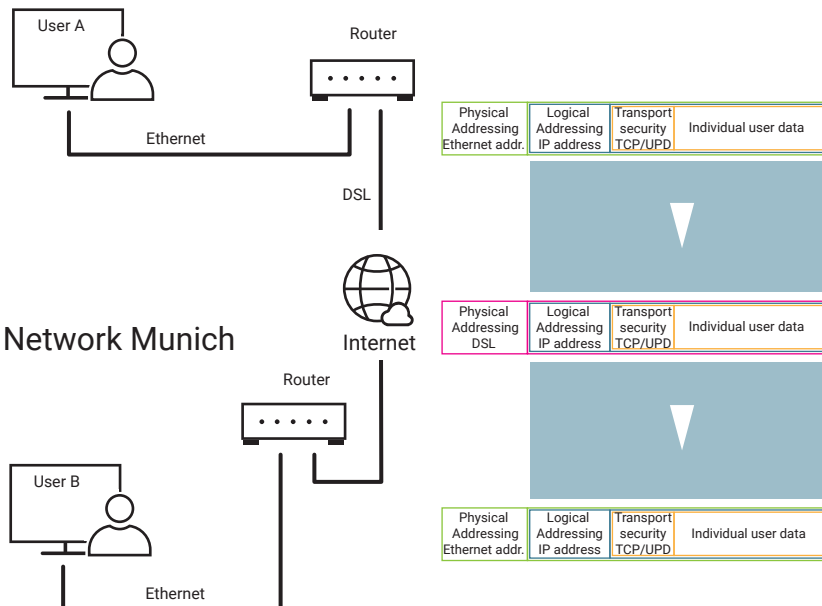 User A
Router
Ethernet
DSL
Internet
Network Munich
Router
User B
Ethernet
Physical
Addressing
Ethernet addr.
Logical
Addressing
IP address
Transport
security
TCP/UPD
Individual user data
Physical
Addressing
DSL
Logical
Addressing
IP address
Transport
security
TCP/UPD
Individual user data
Physical
Addressing
Ethernet addr.
Logical
Addressing
IP address
Transport
security
TCP/UPD
Individual user data